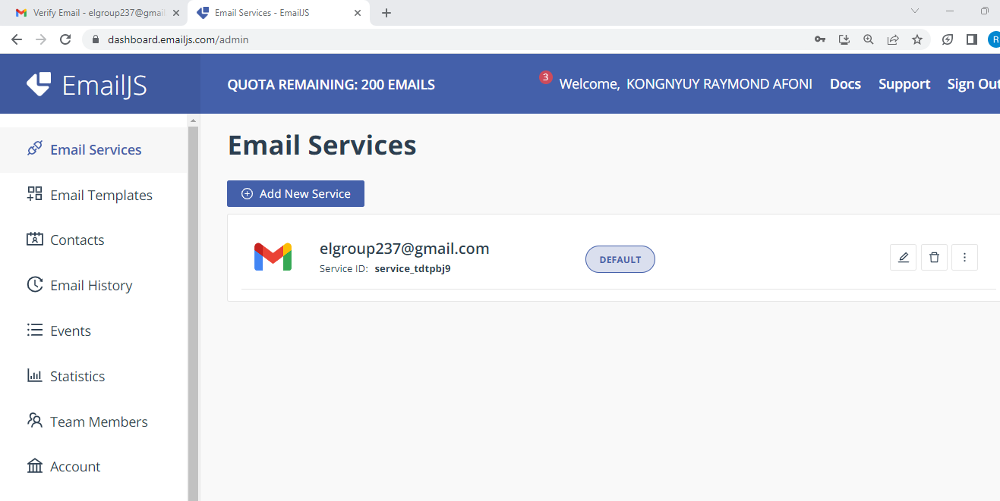 Verify Email - elgroup237@gmail.
Email Services - EmailJS
dashboard.emailjs.com/admin
R
EmailJS
QUOTA REMAINING: 200 EMAILS
3
Welcome, KONGNYUY RAYMOND AFONI
Docs
Support
Sign Out
Email Services
Email Templates
Contacts
Email History
Events
Statistics
Team Members
Account
Email Services
Add New Service
elgroup237@gmail.com
Service ID: service_tdtpbj9
DEFAULT